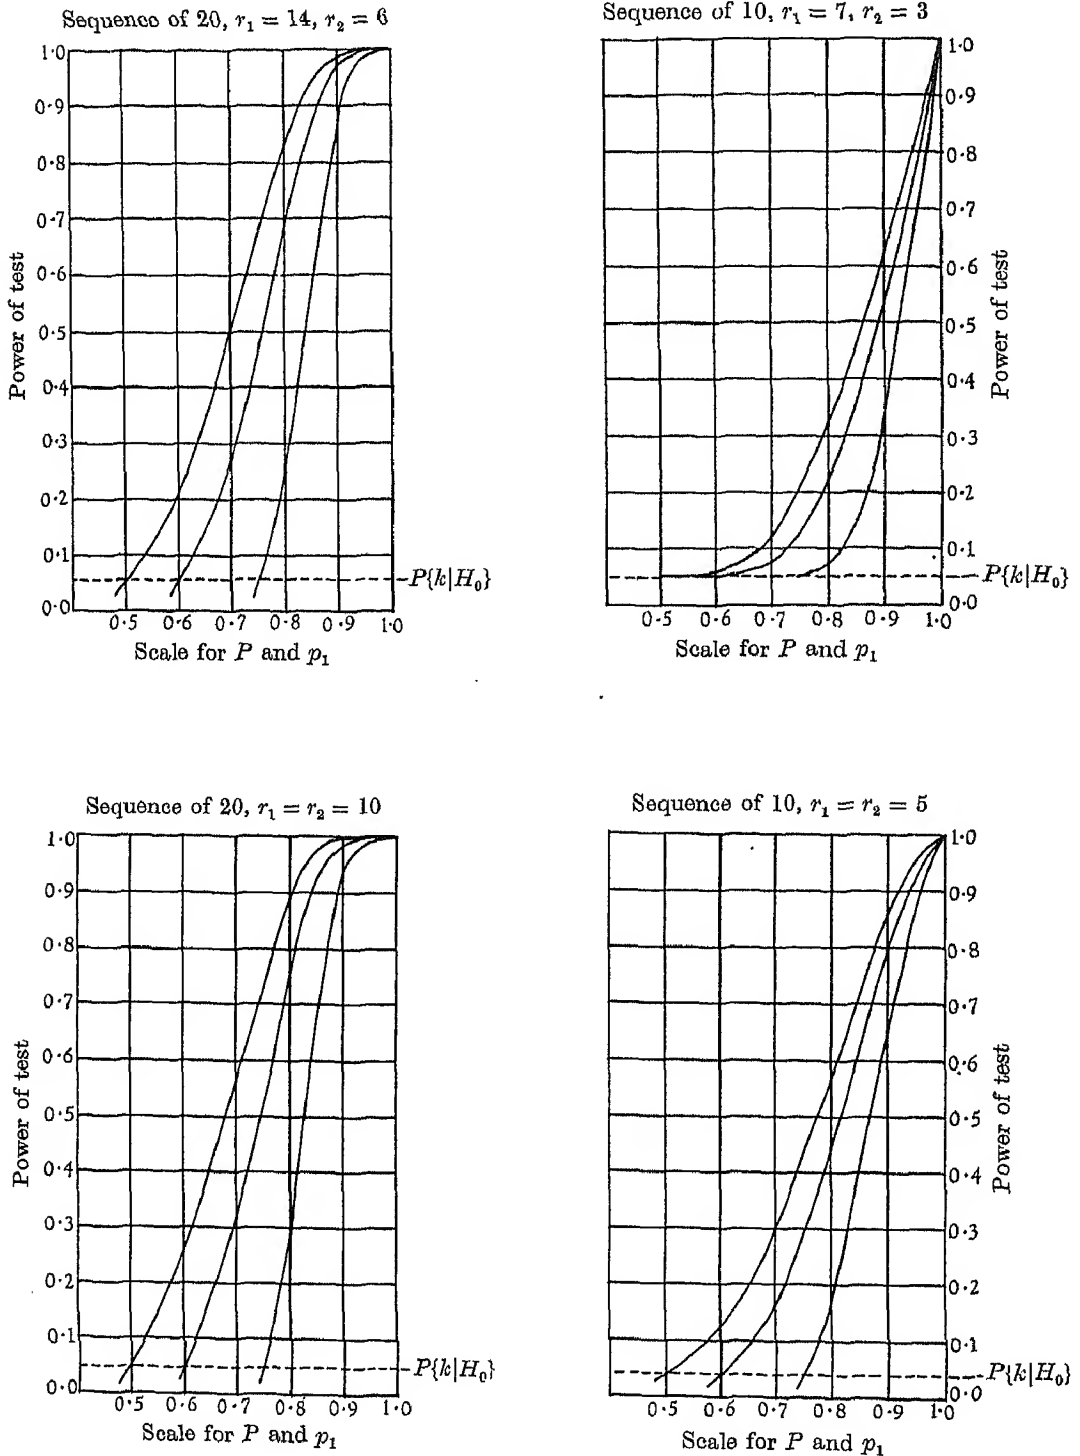 Sequence of 20, r₁ = 14, r₂ = 6
1·0
0·9
0·8
0·7
0·6
0·5
0·4
0·3
0·2
0·1
0·0
Power of test
P{k|H₀}
0·5 0·6 0·7 0·8 0·9 1·0
Scale for P and p₁
Sequence of 10, r₁ = 7, r₂ = 3
1·0
0·9
0·8
0·7
0·6
0·5
0·4
0·3
0·2
0·1
0·0
Power of test
P{k|H₀}
0·5 0·6 0·7 0·8 0·9 1·0
Scale for P and p₁
Sequence of 20, r₁ = r₂ = 10
1·0
0·9
0·8
0·7
0·6
0·5
0·4
0·3
0·2
0·1
0·0
Power of test
P{k|H₀}
0·5 0·6 0·7 0·8 0·9 1·0
Scale for P and p₁
Sequence of 10, r₁ = r₂ = 5
1·0
0·9
0·8
0·7
0·6
0·5
0·4
0·3
0·2
0·1
0·0
Power of test
P{k|H₀}
0·5 0·6 0·7 0·8 0·9 1·0
Scale for P and p₁